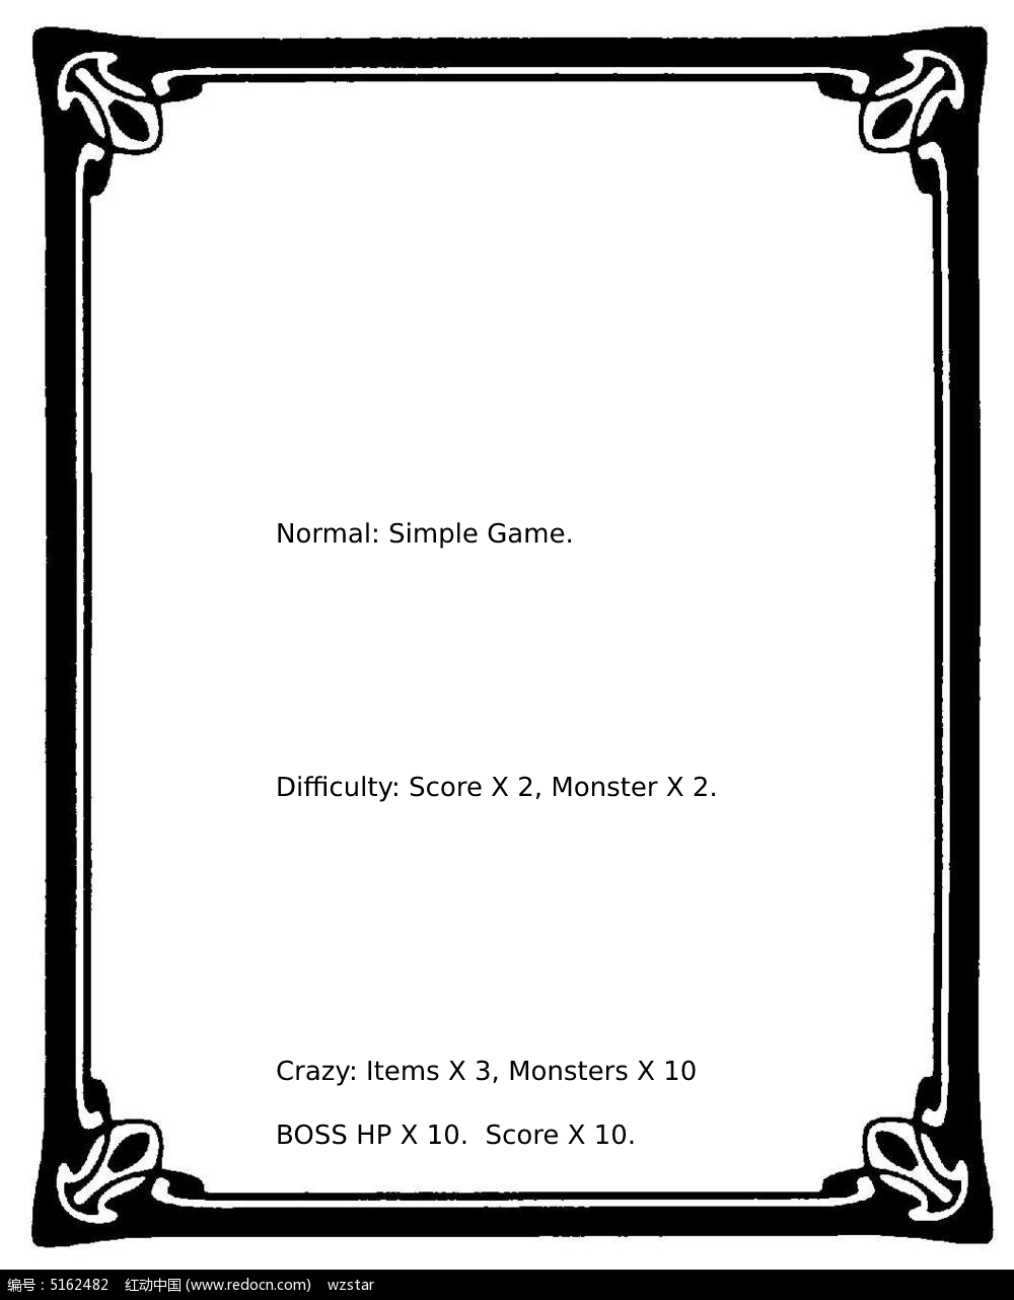 Normal: Simple Game.
Difficulty: Score X 2, Monster X 2.
Crazy: Items X 3, Monsters X 10
BOSS HP X 10.  Score X 10.
编号：5162482    红动中国 (www.redocn.com)    wzstar